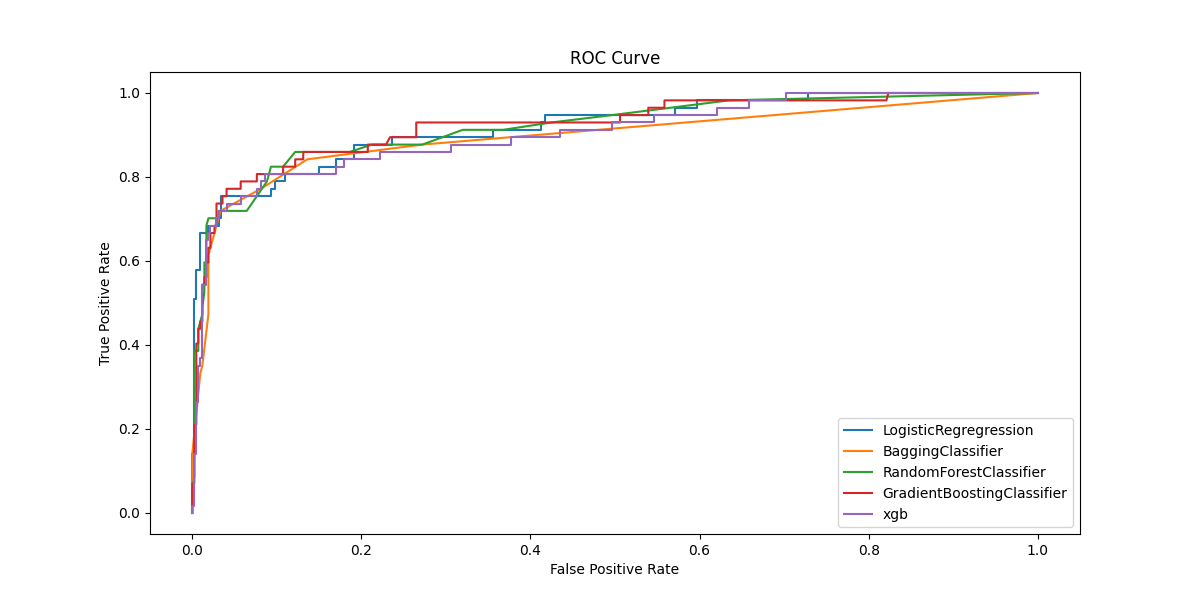 ROC Curve
True Positive Rate
1.0
0.8
0.6
0.4
0.2
0.0
0.0 0.2 0.4 0.6 0.8 1.0
False Positive Rate
LogisticRegregression
BaggingClassifier
RandomForestClassifier
GradientBoostingClassifier
xgb